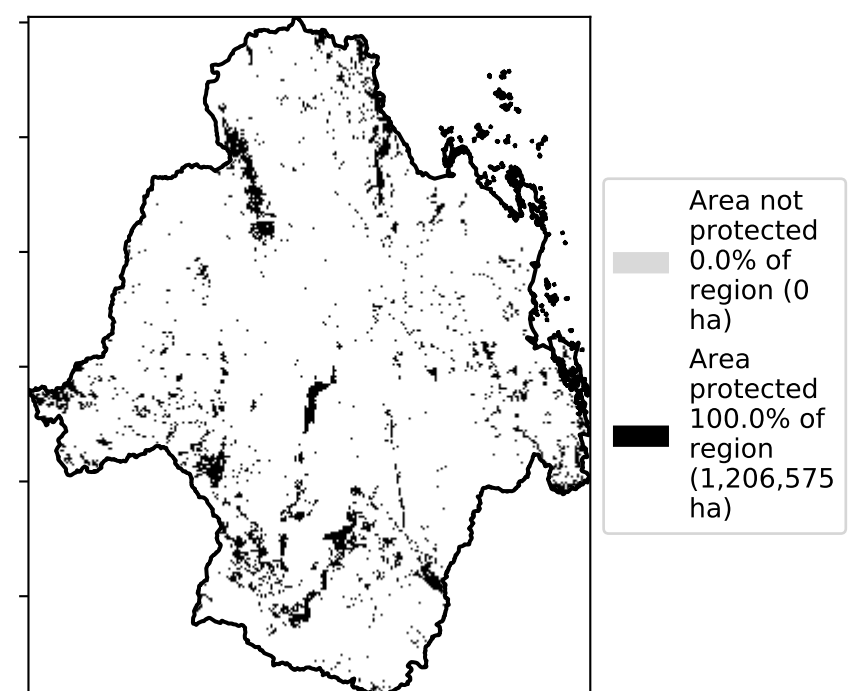 Area not
protected
0.0% of
region (0
ha)
Area
protected
100.0% of
region
(1,206,575
ha)